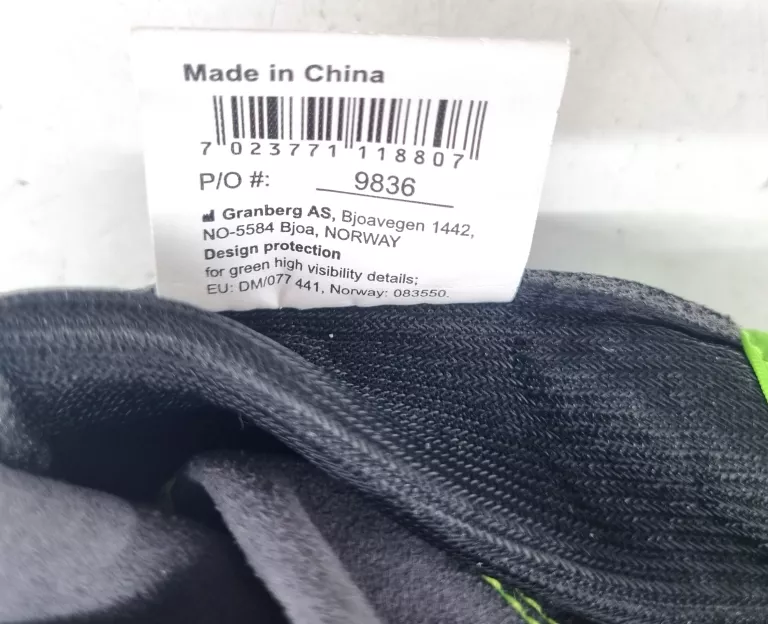 Made in China
7 023771 118807
P/O #: 9836
Granberg AS, Bjoavegen 1442,
NO-5584 Bjoa, NORWAY
Design protection
for green high visibility details;
EU: DM/077 441, Norway: 083550.